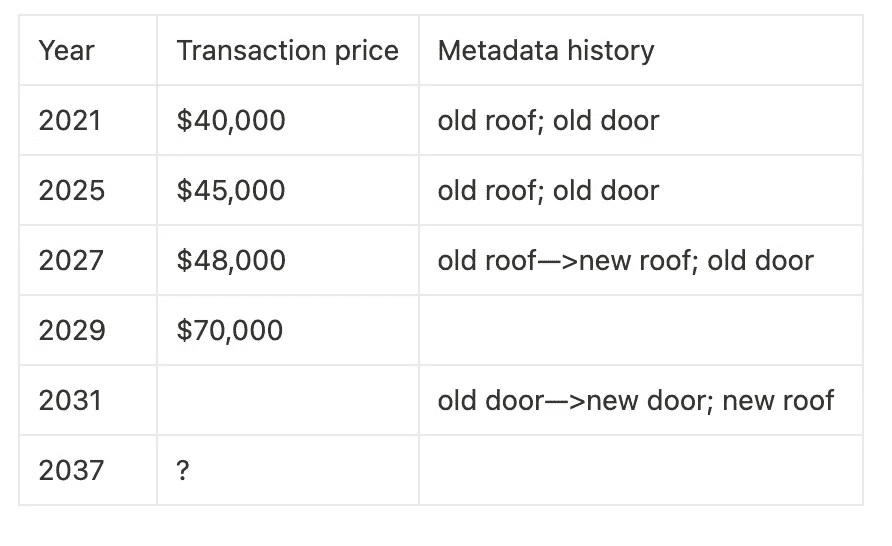 Year Transaction price Metadata history
2021 $40,000 old roof; old door
2025 $45,000 old roof; old door
2027 $48,000 old roof—>new roof; old door
2029 $70,000
2031 old door—>new door; new roof
2037 ?